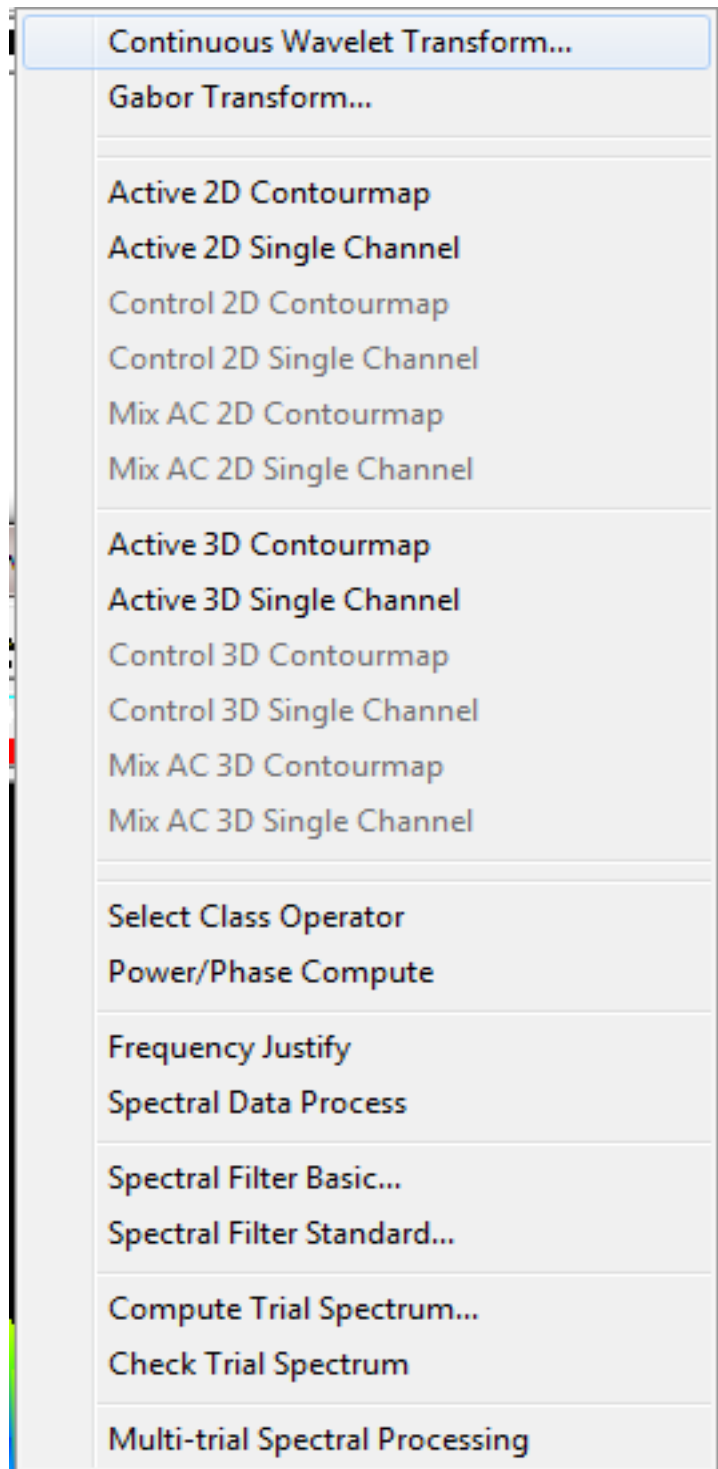 Continuous Wavelet Transform...
Gabor Transform...
Active 2D Contourmap
Active 2D Single Channel
Control 2D Contourmap
Control 2D Single Channel
Mix AC 2D Contourmap
Mix AC 2D Single Channel
Active 3D Contourmap
Active 3D Single Channel
Control 3D Contourmap
Control 3D Single Channel
Mix AC 3D Contourmap
Mix AC 3D Single Channel
Select Class Operator
Power/Phase Compute
Frequency Justify
Spectral Data Process
Spectral Filter Basic...
Spectral Filter Standard...
Compute Trial Spectrum...
Check Trial Spectrum
Multi-trial Spectral Processing